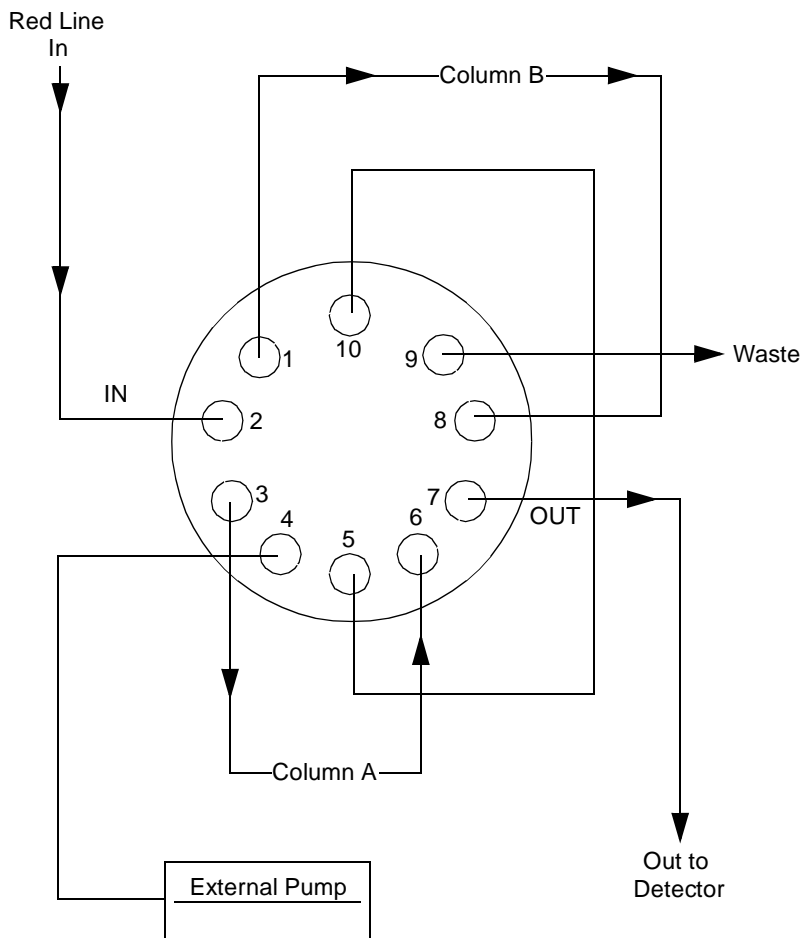 Red Line
In
Column B
1
10
9
Waste
IN
2
8
3
7
4
6
OUT
5
Column A
External Pump
Out to
Detector